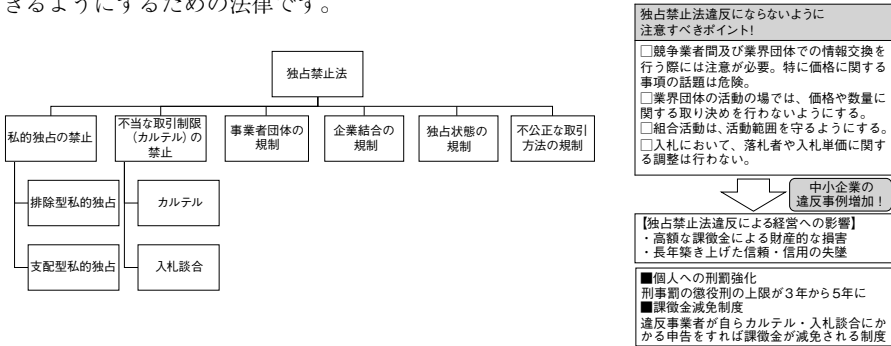 きるようにするための法律です。
独占禁止法
私的独占の禁止
不当な取引制限
（カルテル）の
禁止
事業者団体の
規制
企業結合の
規制
独占状態の
規制
不公正な取引
方法の規制
排除型私的独占
カルテル
支配型私的独占
入札談合
独占禁止法違反にならないように
注意すべきポイント！
□競争業者間及び業界団体での情報交換を
行う際には注意が必要。特に価格に関する
事項の話題は危険。
□業界団体の活動の場では、価格や数量に
関する取り決めを行わないようにする。
□組合活動は、活動範囲を守るようにする。
□入札において、落札者や入札単価に関す
る調整は行わない。
中小企業の
違反事例増加！
【独占禁止法違反による経営への影響】
・高額な課徴金による財産的な損害
・長年築き上げた信頼・信用の失墜
■個人への刑罰強化
刑事罰の懲役刑の上限が３年から５年に
■課徴金減免制度
違反事業者が自らカルテル・入札談合にか
かる申告をすれば課徴金が減免される制度